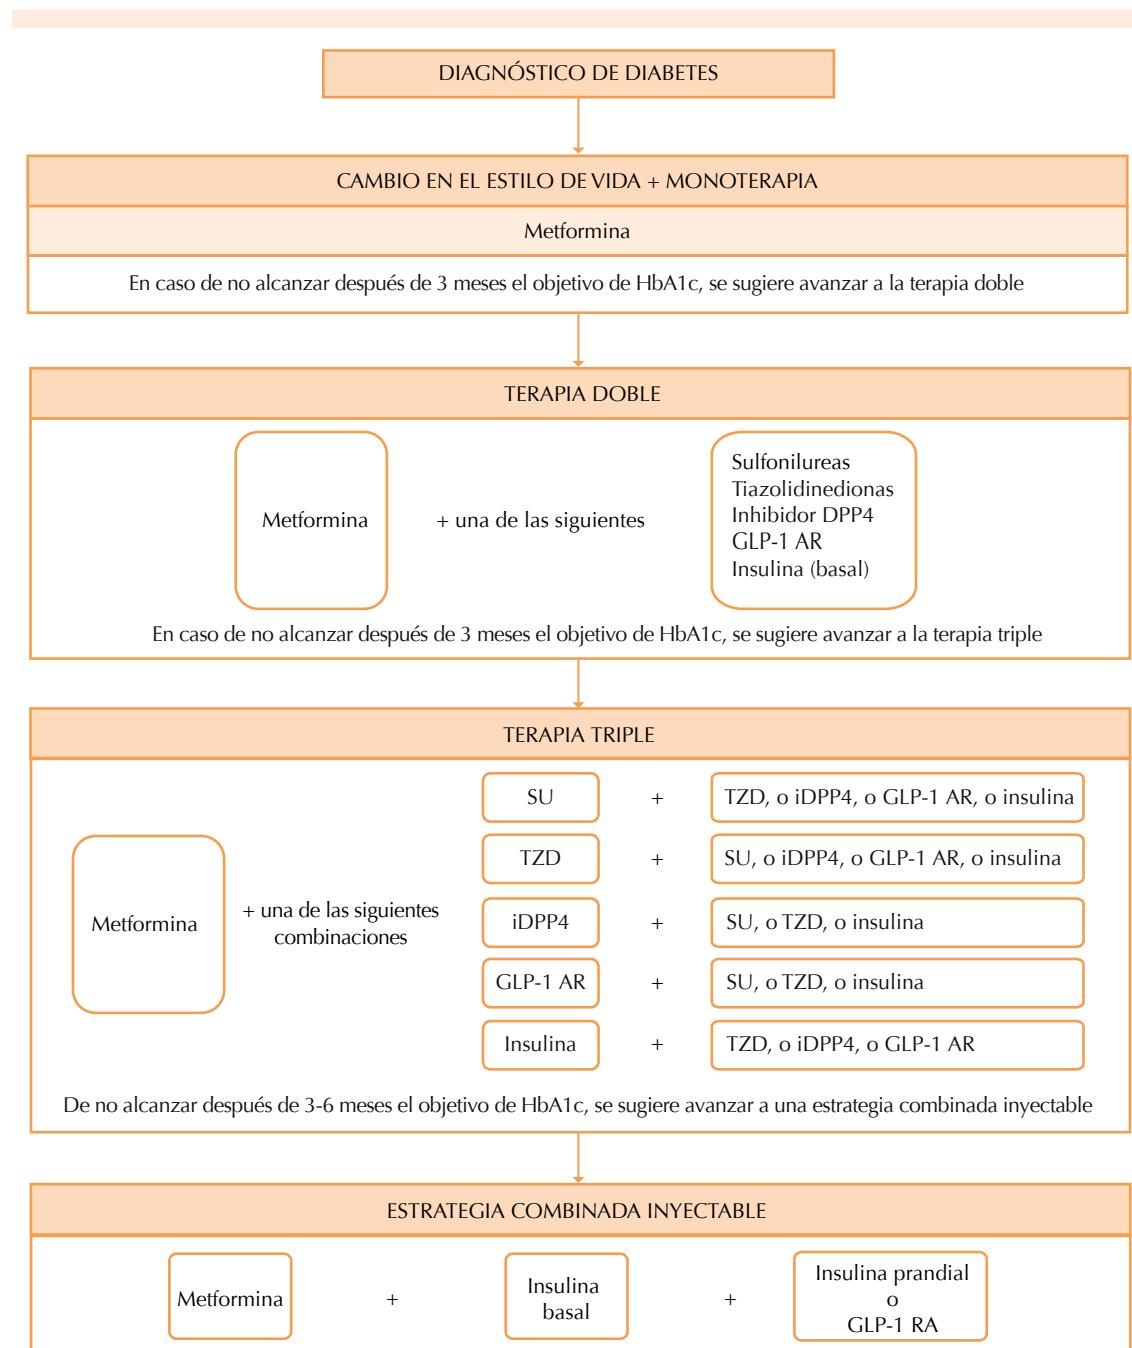 DIAGNÓSTICO DE DIABETES
CAMBIO EN EL ESTILO DE VIDA + MONOTERAPIA
Metformina
En caso de no alcanzar después de 3 meses el objetivo de HbA1c, se sugiere avanzar a la terapia doble
TERAPIA DOBLE
Metformina
+ una de las siguientes
Sulfonilureas
Tiazolidinedionas
Inhibidor DPP4
GLP-1 AR
Insulina (basal)
En caso de no alcanzar después de 3 meses el objetivo de HbA1c, se sugiere avanzar a la terapia triple
TERAPIA TRIPLE
Metformina
+ una de las siguientes
combinaciones
SU + TZD, o iDPP4, o GLP-1 AR, o insulina
TZD + SU, o iDPP4, o GLP-1 AR, o insulina
iDPP4 + SU, o TZD, o insulina
GLP-1 AR + SU, o TZD, o insulina
Insulina + TZD, o iDPP4, o GLP-1 AR
De no alcanzar después de 3-6 meses el objetivo de HbA1c, se sugiere avanzar a una estrategia combinada inyectable
ESTRATEGIA COMBINADA INYECTABLE
Metformina
+
Insulina
basal
+
Insulina prandial
o
GLP-1 RA